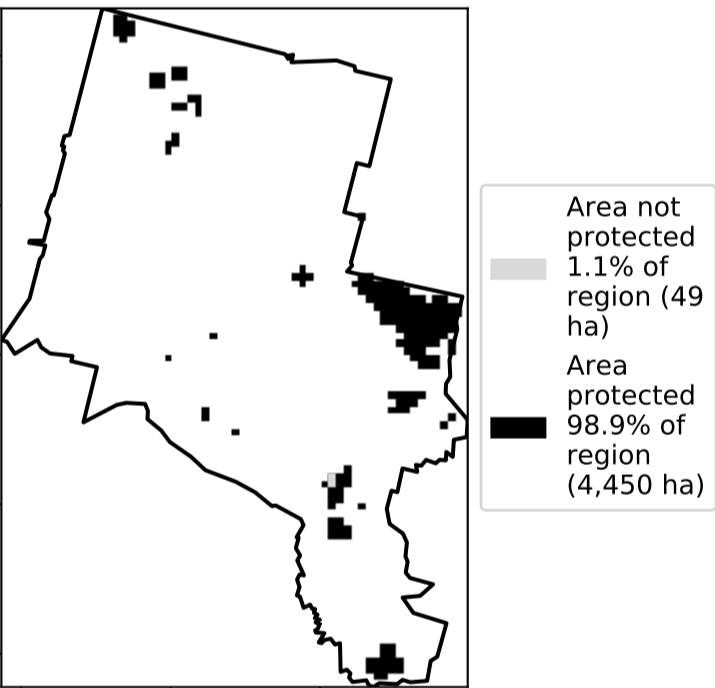 Area not
protected
1.1% of
region (49
ha)
Area
protected
98.9% of
region
(4,450 ha)